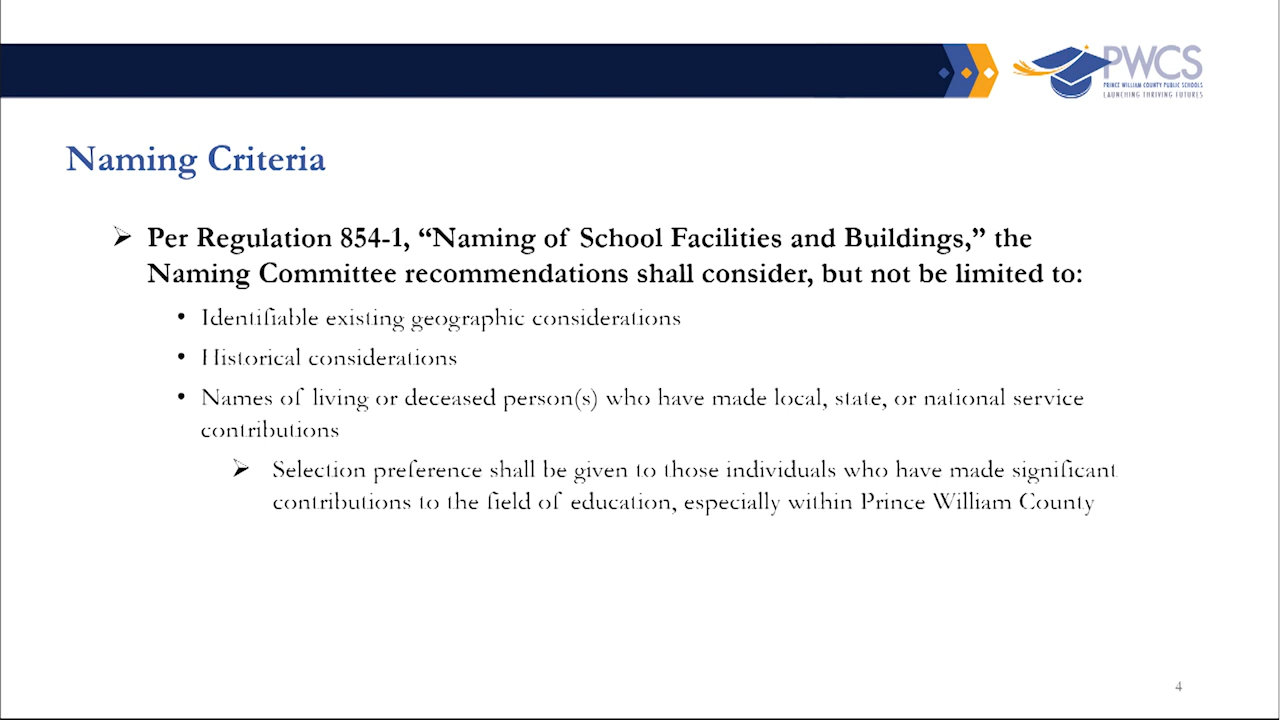 PWCS
PRINCE WILLIAM COUNTY PUBLIC SCHOOLS
LAUNCHING THRIVING FUTURES
Naming Criteria
➢ Per Regulation 854-1, “Naming of School Facilities and Buildings,” the
Naming Committee recommendations shall consider, but not be limited to:
• Identifiable existing geographic considerations
• Historical considerations
• Names of living or deceased person(s) who have made local, state, or national service
contributions
➢ Selection preference shall be given to those individuals who have made significant
contributions to the field of education, especially within Prince William County
4